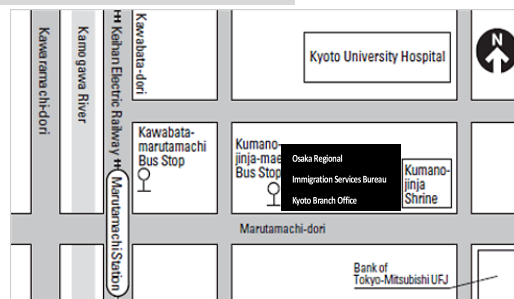 Kawaramachi-dori
Kamogawa River
Keihan Electric Railway
Marutamachi Station
Kawabata-dori
Kyoto University Hospital
N
Kawabata-
marutamachi
Bus Stop
Kumano-
jinja-mae
Bus Stop
Osaka Regional
Immigration Services Bureau
Kyoto Branch Office
Kumano-
jinja
Shrine
Marutamachi-dori
Bank of
Tokyo-Mitsubishi UFJ